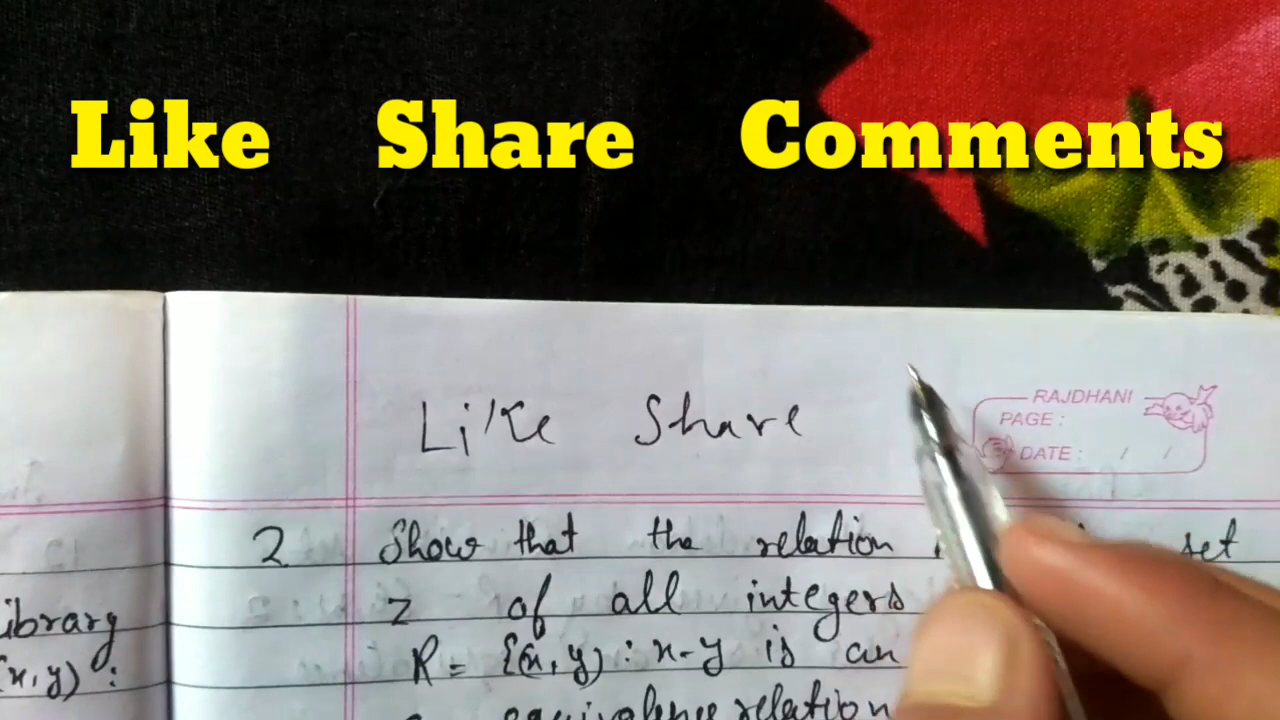 Like Share Comments
Like Share
RAJDHANI
PAGE :
DATE : / /
2 Show that the relation set
z of all integers
ibrary
R = {(x, y) : x-y is an
(x, y) :
equivalence relation